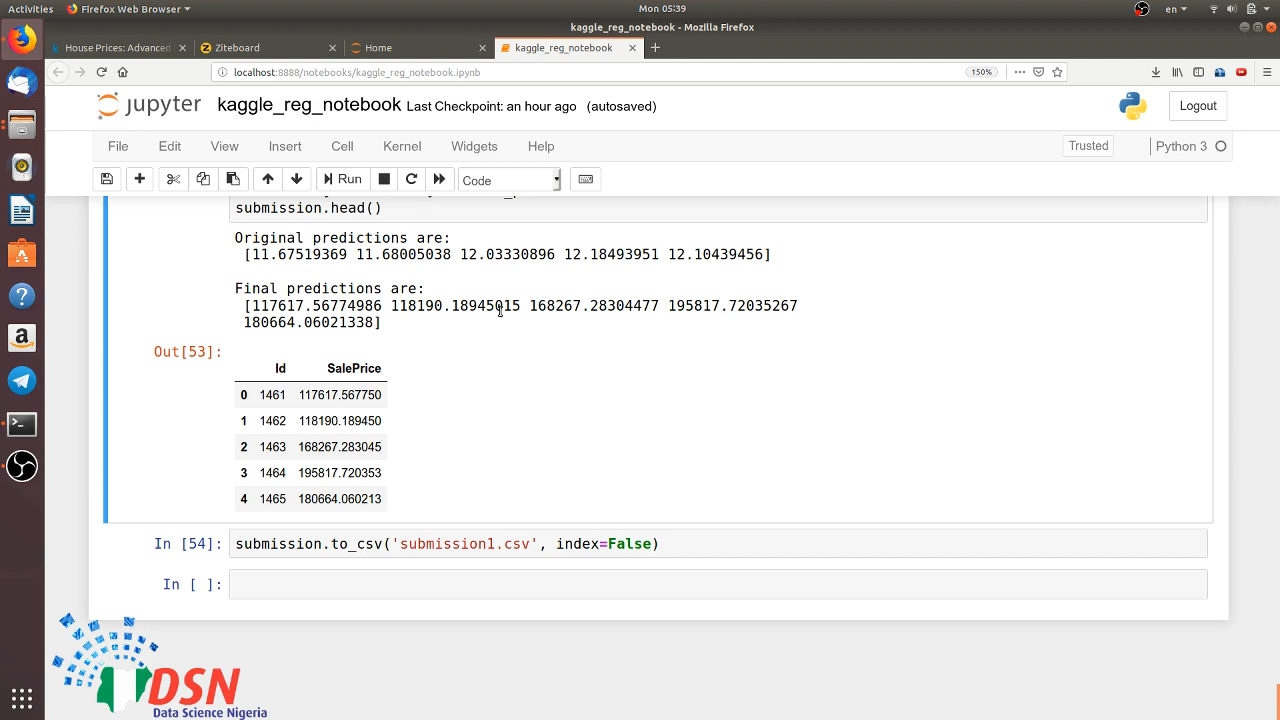 Activities Firefox Web Browser Mon 05:39 en
kaggle_reg_notebook - Mozilla Firefox
House Prices: Advanced Ziteboard Home kaggle_reg_notebook
localhost:8888/notebooks/kaggle_reg_notebook.ipynb 150%
jupyter kaggle_reg_notebook Last Checkpoint: an hour ago (autosaved) Logout
File Edit View Insert Cell Kernel Widgets Help Trusted Python 3
Run Code
submission.head()
Original predictions are:
[11.67519369 11.68005038 12.03330896 12.18493951 12.10439456]
Final predictions are:
[117617.56774986 118190.18945015 168267.28304477 195817.72035267
180664.06021338]
Out[53]:
Id SalePrice
0 1461 117617.567750
1 1462 118190.189450
2 1463 168267.283045
3 1464 195817.720353
4 1465 180664.060213
In [54]: submission.to_csv('submission1.csv', index=False)
In [ ]:
DSN
Data Science Nigeria